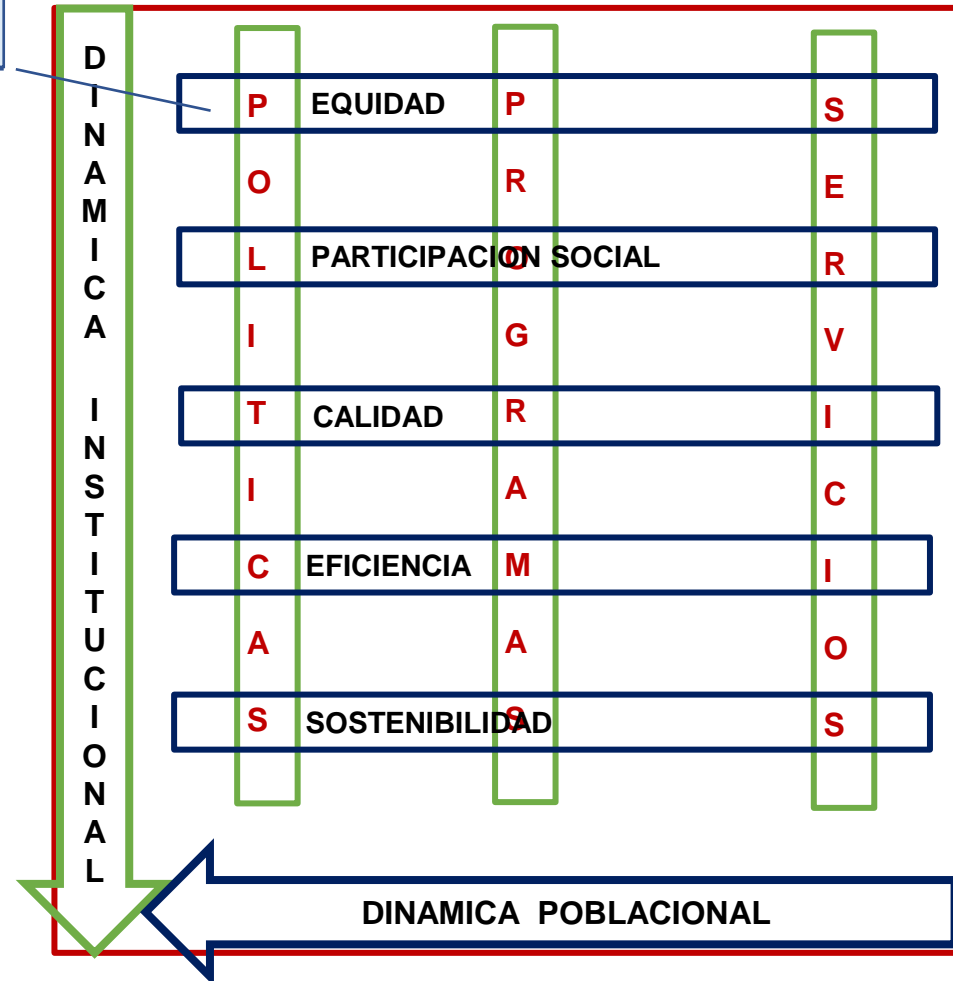 DINAMICA INSTITUCIONAL
POLITICAS
PROGRAMAS
SERVICIOS
EQUIDAD
PARTICIPACION SOCIAL
CALIDAD
EFICIENCIA
SOSTENIBILIDAD
DINAMICA POBLACIONAL